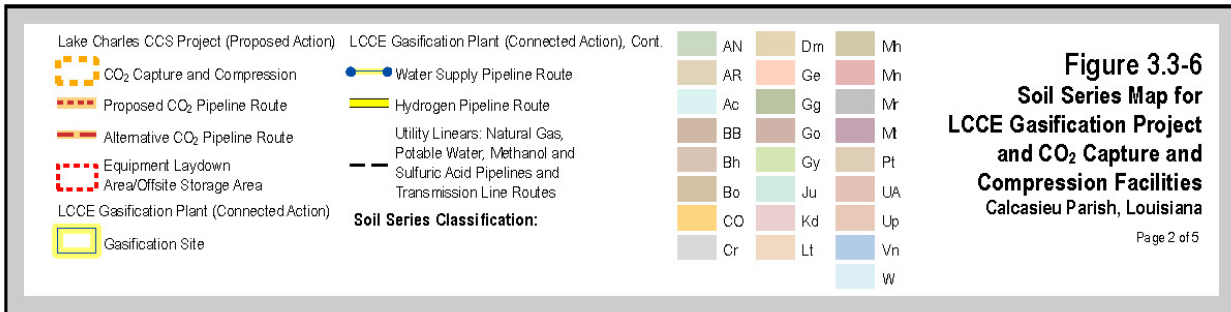 Lake Charles CCS Project (Proposed Action)
CO₂ Capture and Compression
Proposed CO₂ Pipeline Route
Alternative CO₂ Pipeline Route
Equipment Laydown
Area/Offsite Storage Area
LCCE Gasification Plant (Connected Action)
Gasification Site
LCCE Gasification Plant (Connected Action), Cont.
Water Supply Pipeline Route
Hydrogen Pipeline Route
Utility Linears: Natural Gas,
Potable Water, Methanol and
Sulfuric Acid Pipelines and
Transmission Line Routes
Soil Series Classification:
AN
AR
Ac
BB
Bh
Bo
CO
Cr
Dm
Ge
Gg
Go
Gy
Ju
Kd
Lt
Mh
Mn
Mr
Mt
Pt
UA
Up
Vn
W
Figure 3.3-6
Soil Series Map for
LCCE Gasification Project
and CO₂ Capture and
Compression Facilities
Calcasieu Parish, Louisiana
Page 2 of 5